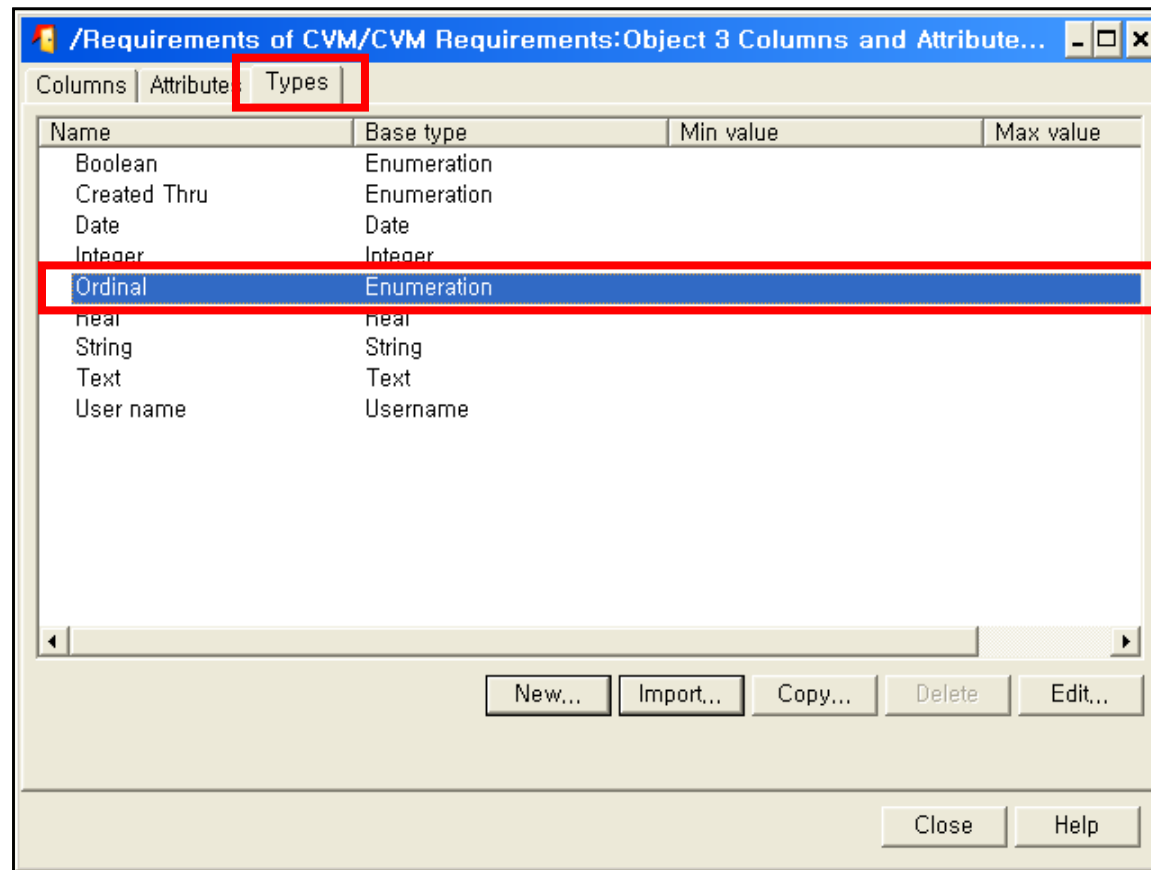 /Requirements of CVM/CVM Requirements:Object 3 Columns and Attribute...
Columns Attributes Types
Name Base type Min value Max value
Boolean Enumeration
Created Thru Enumeration
Date Date
Integer Integer
Ordinal Enumeration
Real Real
String String
Text Text
User name Username
New... Import... Copy... Delete Edit...
Close Help